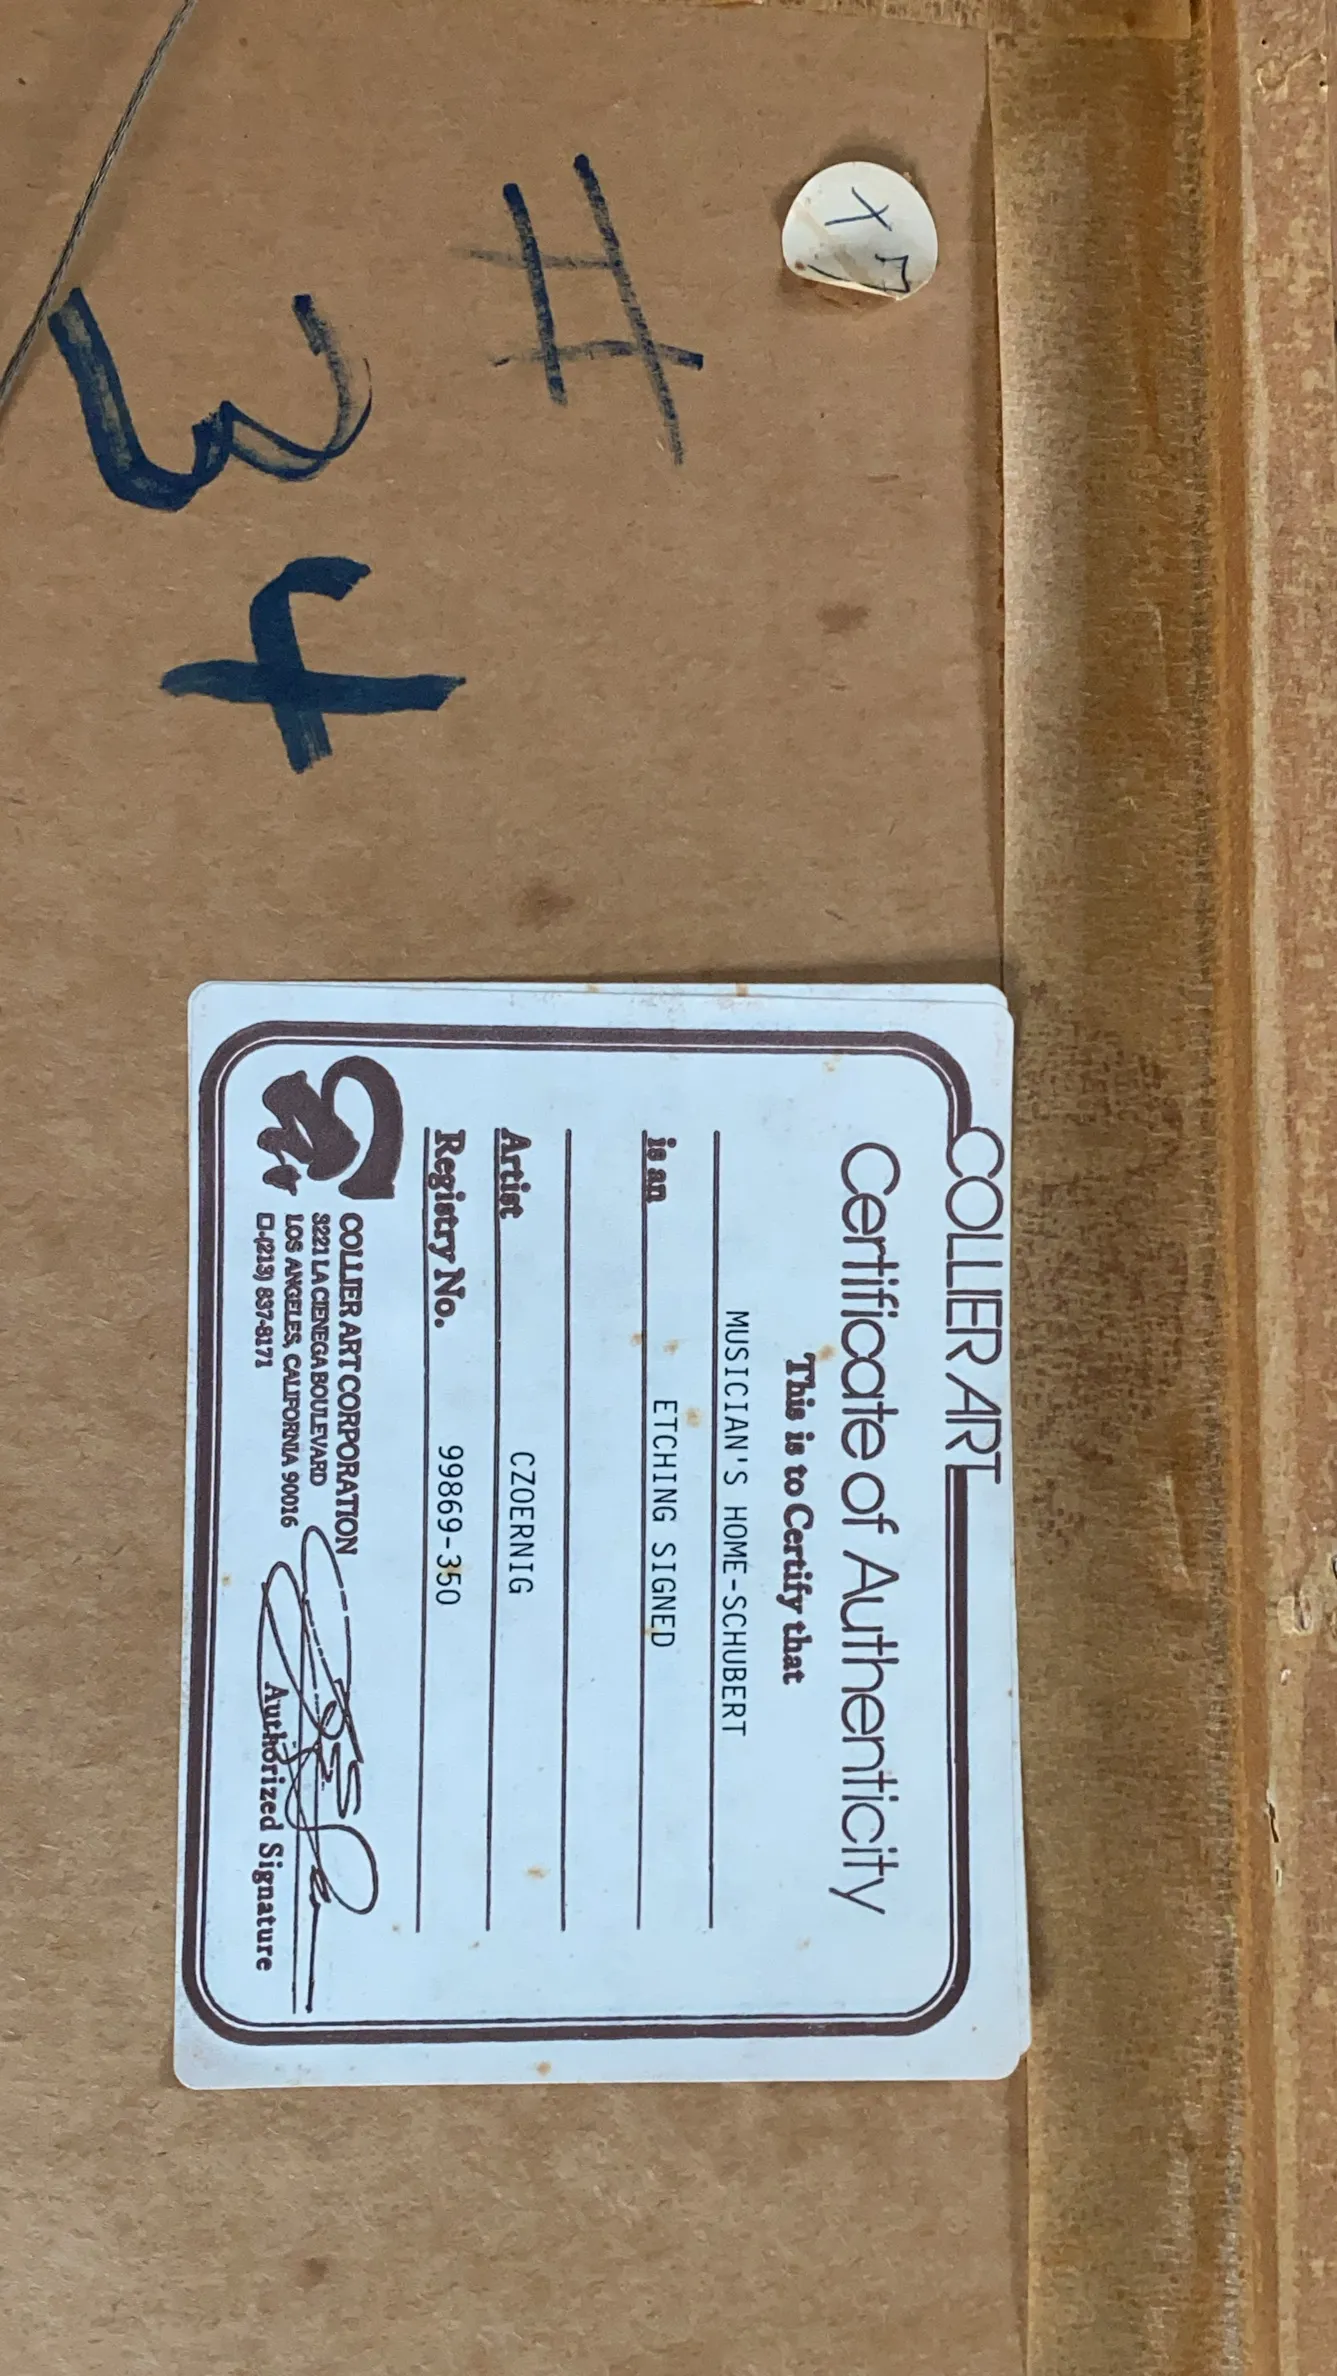 X7
#
34
COLLIER ART
Certificate of Authenticity
This is to Certify that
MUSICIAN'S HOME-SCHUBERT
is an ETCHING SIGNED
Artist CZOERNIG
Registry No. 99869-350
COLLIER ART CORPORATION
3221 LA CIENEGA BOULEVARD
LOS ANGELES, CALIFORNIA 90016
(213) 837-8171
Authorized Signature